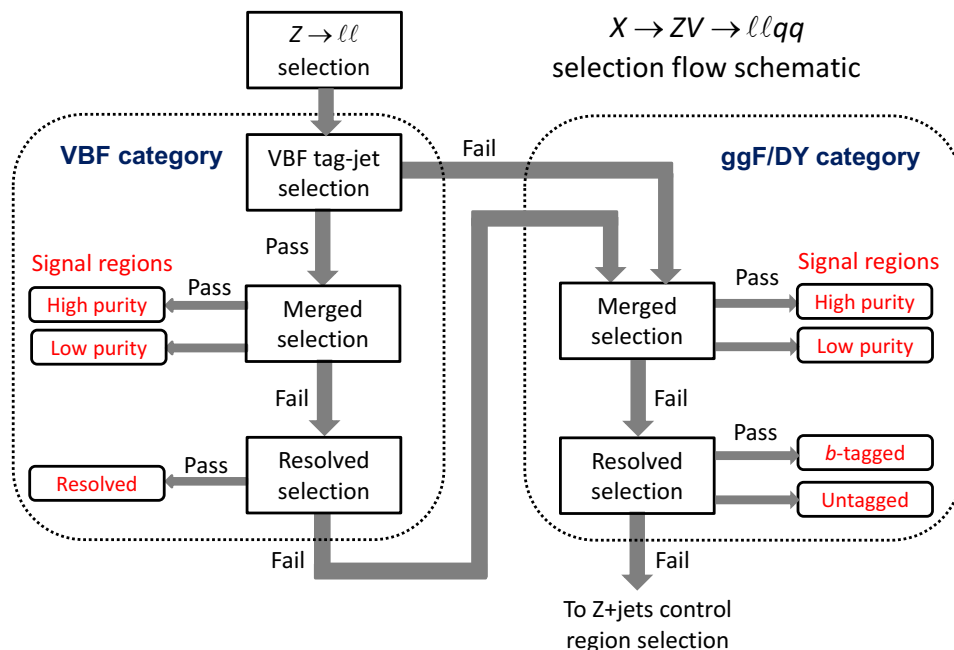 Z → ℓℓ
selection
X → ZV → ℓℓqq
selection flow schematic
VBF category
VBF tag-jet
selection
Fail
ggF/DY category
Pass
Signal regions
Pass
High purity
Low purity
Merged
selection
Merged
selection
Pass
Signal regions
High purity
Low purity
Fail
Fail
Pass
Resolved
Resolved
selection
Resolved
selection
Pass
b-tagged
Untagged
Fail
Fail
To Z+jets control
region selection